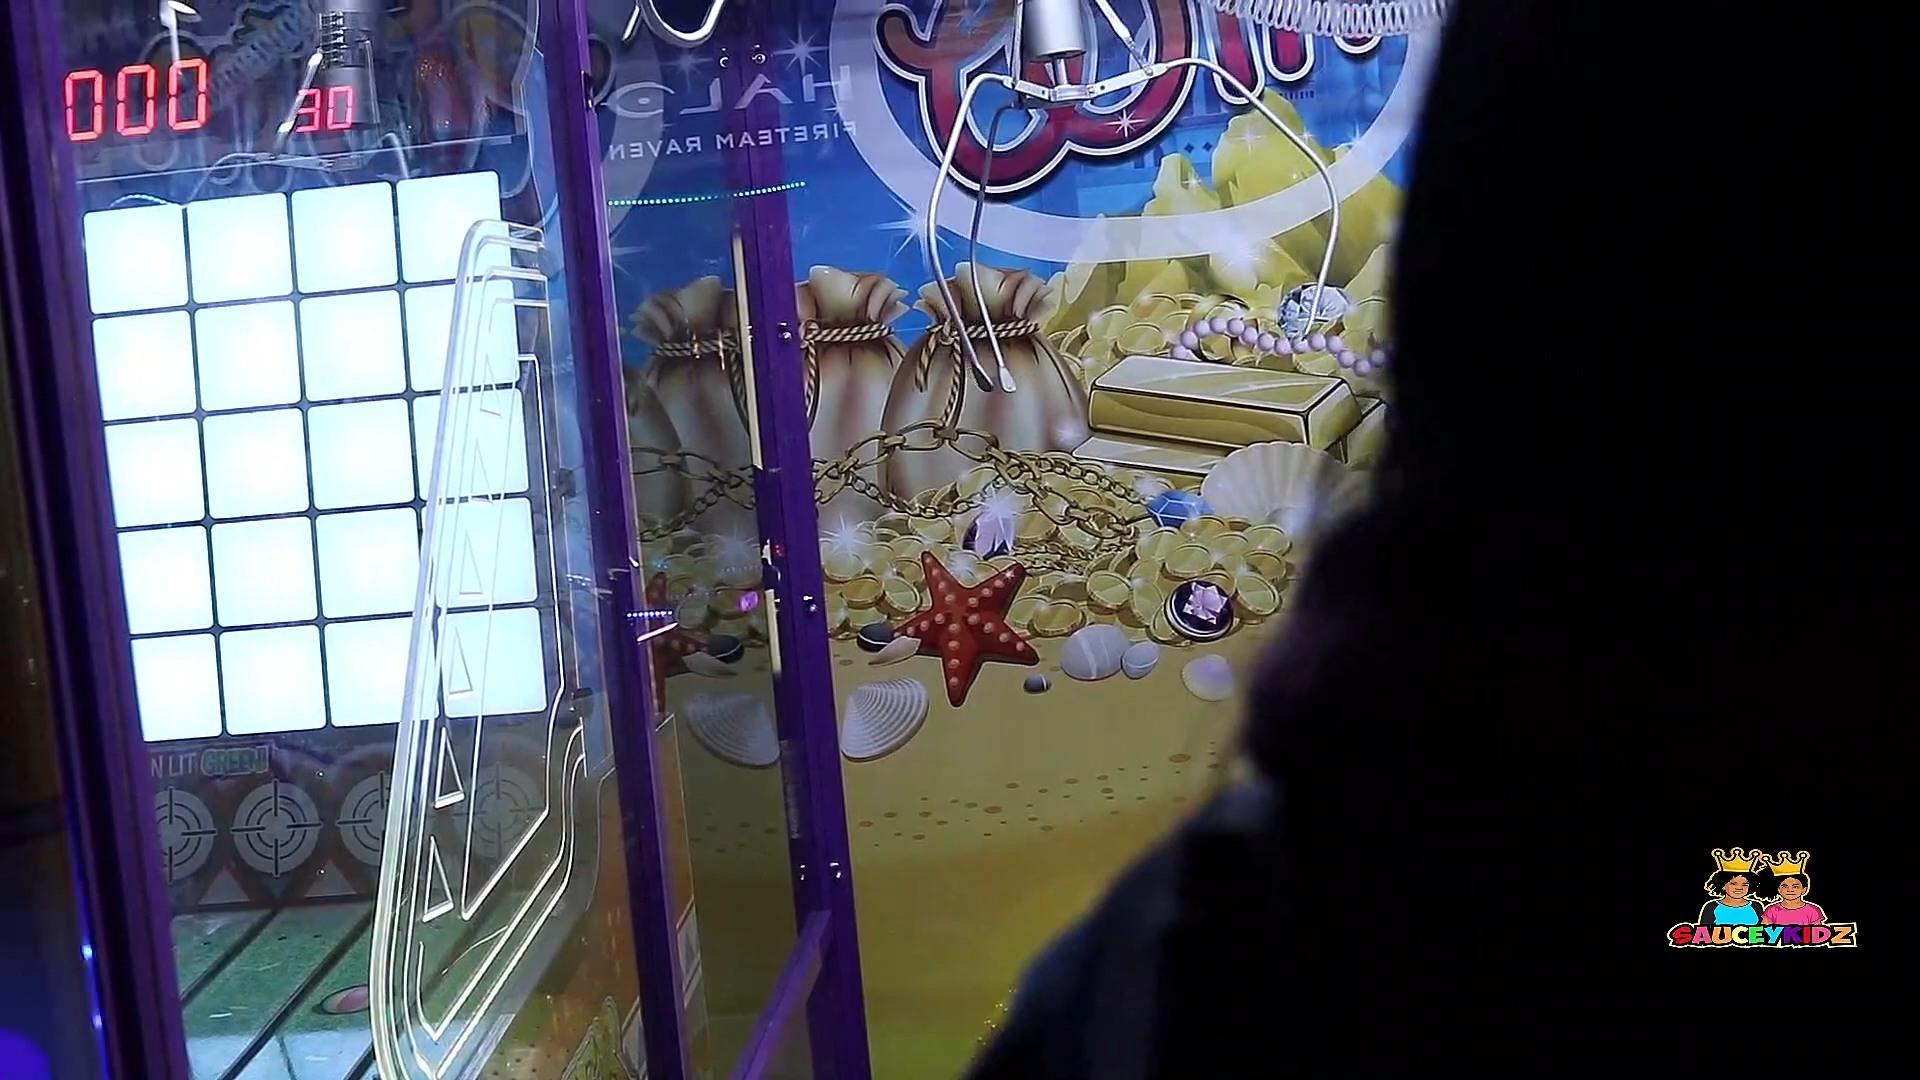 000
30
HALO
FIRETEAM RAVEN
N LIT GREEN!
SAUCEYKIDZ